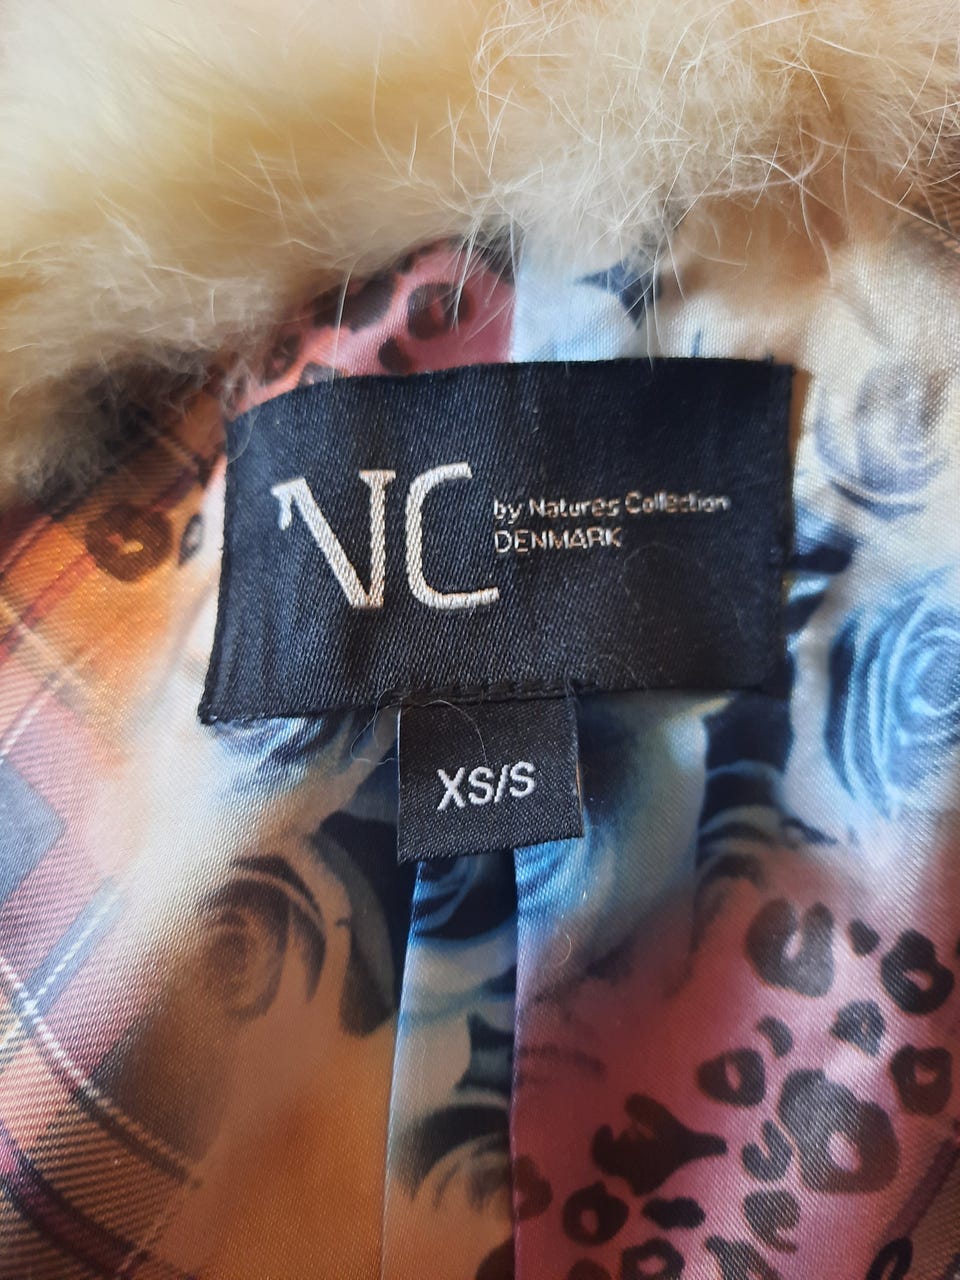 NC
by Natures Collection
DENMARK
XS/S